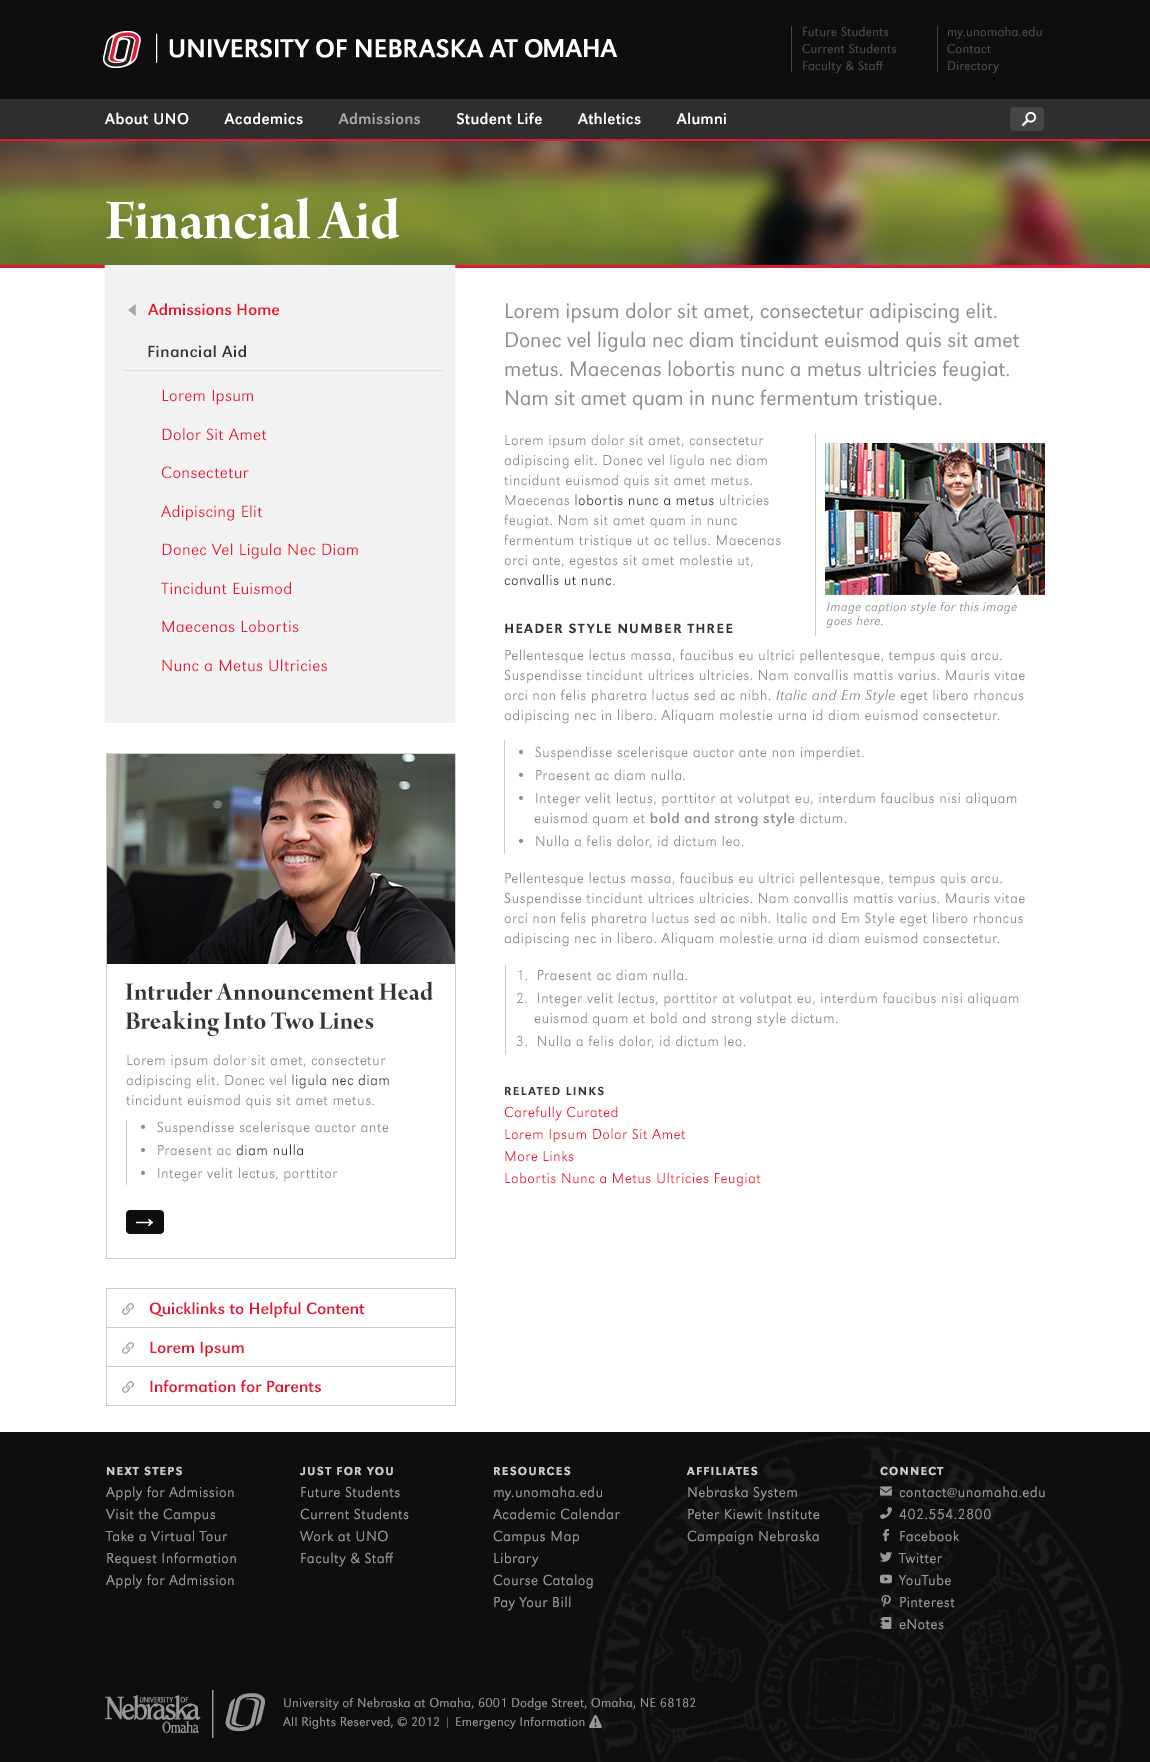 UNIVERSITY OF NEBRASKA AT OMAHA
Future Students
Current Students
Faculty & Staff
my.unomaha.edu
Contact
Directory
About UNO
Academics
Admissions
Student Life
Athletics
Alumni
Financial Aid
Admissions Home
Financial Aid
Lorem Ipsum
Dolor Sit Amet
Consectetur
Adipiscing Elit
Donec Vel Ligula Nec Diam
Tincidunt Euismod
Maecenas Lobortis
Nunc a Metus Ultricies
Intruder Announcement Head
Breaking Into Two Lines
Lorem ipsum dolor sit amet, consectetur
adipiscing elit. Donec vel ligula nec diam
tincidunt euismod quis sit amet metus.
• Suspendisse scelerisque auctor ante
• Praesent ac diam nulla
• Integer velit lectus, porttitor
Quicklinks to Helpful Content
Lorem Ipsum
Information for Parents
Lorem ipsum dolor sit amet, consectetur adipiscing elit.
Donec vel ligula nec diam tincidunt euismod quis sit amet
metus. Maecenas lobortis nunc a metus ultricies feugiat.
Nam sit amet quam in nunc fermentum tristique.
Lorem ipsum dolor sit amet, consectetur
adipiscing elit. Donec vel ligula nec diam
tincidunt euismod quis sit amet metus.
Maecenas lobortis nunc a metus ultricies
feugiat. Nam sit amet quam in nunc
fermentum tristique ut ac tellus. Maecenas
orci ante, egestas sit amet molestie ut,
convallis ut nunc.
Image caption style for this image
goes here.
HEADER STYLE NUMBER THREE
Pellentesque lectus massa, faucibus eu ultrici pellentesque, tempus quis arcu.
Suspendisse tincidunt ultrices ultricies. Nam convallis mattis varius. Mauris vitae
orci non felis pharetra luctus sed ac nibh. Italic and Em Style eget libero rhoncus
adipiscing nec in libero. Aliquam molestie urna id diam euismod consectetur.
• Suspendisse scelerisque auctor ante non imperdiet.
• Praesent ac diam nulla.
• Integer velit lectus, porttitor at volutpat eu, interdum faucibus nisi aliquam
euismod quam et bold and strong style dictum.
• Nulla a felis dolor, id dictum leo.
Pellentesque lectus massa, faucibus eu ultrici pellentesque, tempus quis arcu.
Suspendisse tincidunt ultrices ultricies. Nam convallis mattis varius. Mauris vitae
orci non felis pharetra luctus sed ac nibh. Italic and Em Style eget libero rhoncus
adipiscing nec in libero. Aliquam molestie urna id diam euismod consectetur.
1. Praesent ac diam nulla.
2. Integer velit lectus, porttitor at volutpat eu, interdum faucibus nisi aliquam
euismod quam et bold and strong style dictum.
3. Nulla a felis dolor, id dictum leo.
RELATED LINKS
Carefully Curated
Lorem Ipsum Dolor Sit Amet
More Links
Lobortis Nunc a Metus Ultricies Feugiat
NEXT STEPS
Apply for Admission
Visit the Campus
Take a Virtual Tour
Request Information
Apply for Admission
JUST FOR YOU
Future Students
Current Students
Work at UNO
Faculty & Staff
RESOURCES
my.unomaha.edu
Academic Calendar
Campus Map
Library
Course Catalog
Pay Your Bill
AFFILIATES
Nebraska System
Peter Kiewit Institute
Campaign Nebraska
CONNECT
contact@unomaha.edu
402.554.2800
Facebook
Twitter
YouTube
Pinterest
eNotes
UNIVERSITY OF
Nebraska
Omaha
University of Nebraska at Omaha, 6001 Dodge Street, Omaha, NE 68182
All Rights Reserved, © 2012 | Emergency Information